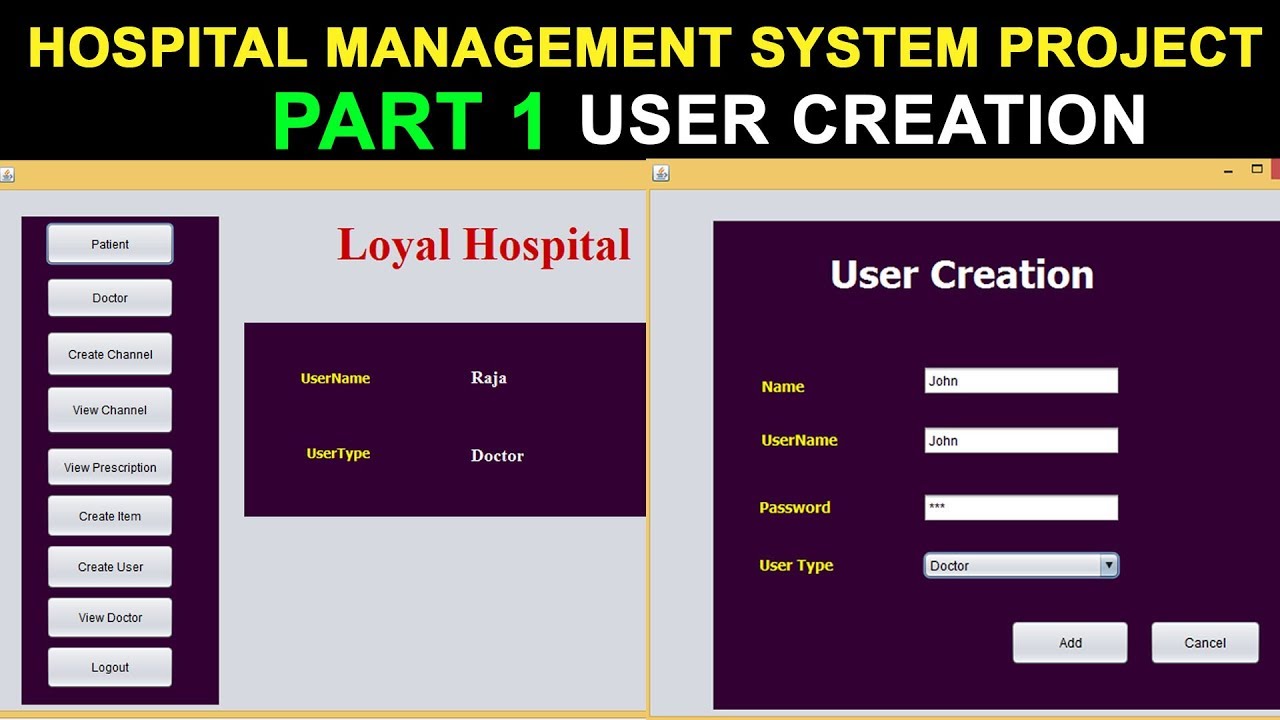 HOSPITAL MANAGEMENT SYSTEM PROJECT
PART 1 USER CREATION
Patient
Doctor
Create Channel
View Channel
View Prescription
Create Item
Create User
View Doctor
Logout
Loyal Hospital
UserName Raja
UserType Doctor
User Creation
Name John
UserName John
Password ***
User Type Doctor
Add Cancel